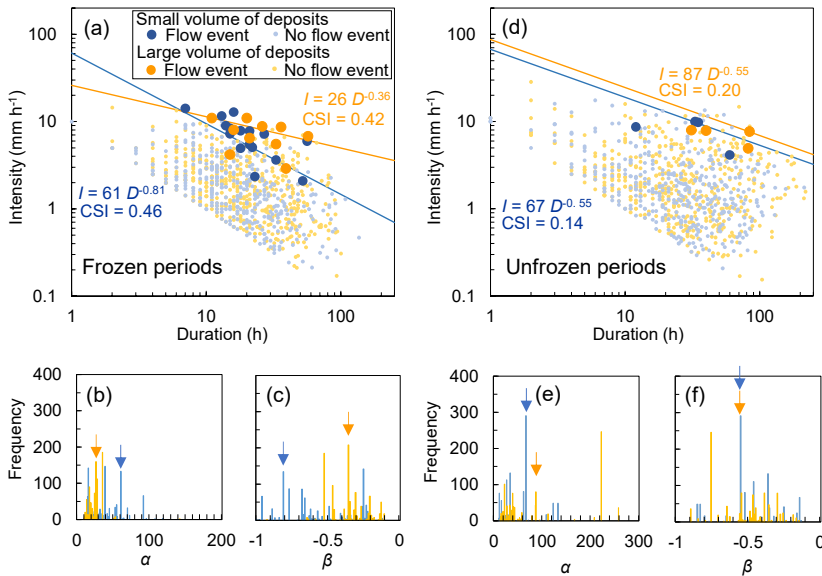 (a)
Small volume of deposits
Flow event No flow event
Large volume of deposits
Flow event No flow event
I = 26 D-0.36
CSI = 0.42
I = 61 D-0.81
CSI = 0.46
Frozen periods
Intensity (mm h-1)
100
10
1
0.1
1 10 100
Duration (h)
(d)
I = 87 D-0. 55
CSI = 0.20
I = 67 D-0. 55
CSI = 0.14
Unfrozen periods
Intensity (mm h-1)
100
10
1
0.1
1 10 100
Duration (h)
(b)
Frequency
400
300
200
100
0
0 100 200
α
(c)
-1 -0.5 0
β
(e)
Frequency
400
300
200
100
0
0 100 200 300
α
(f)
-1 -0.5 0
β